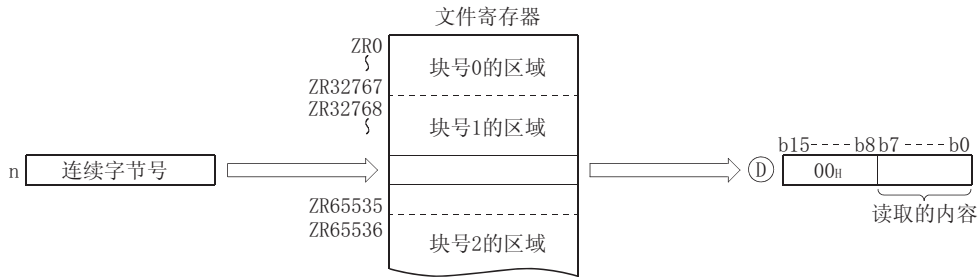 文件寄存器
ZR0
块号0的区域
ZR32767
ZR32768
块号1的区域
n 连续字节号
D
b15----b8 b7----b0
00H
读取的内容
ZR65535
ZR65536
块号2的区域